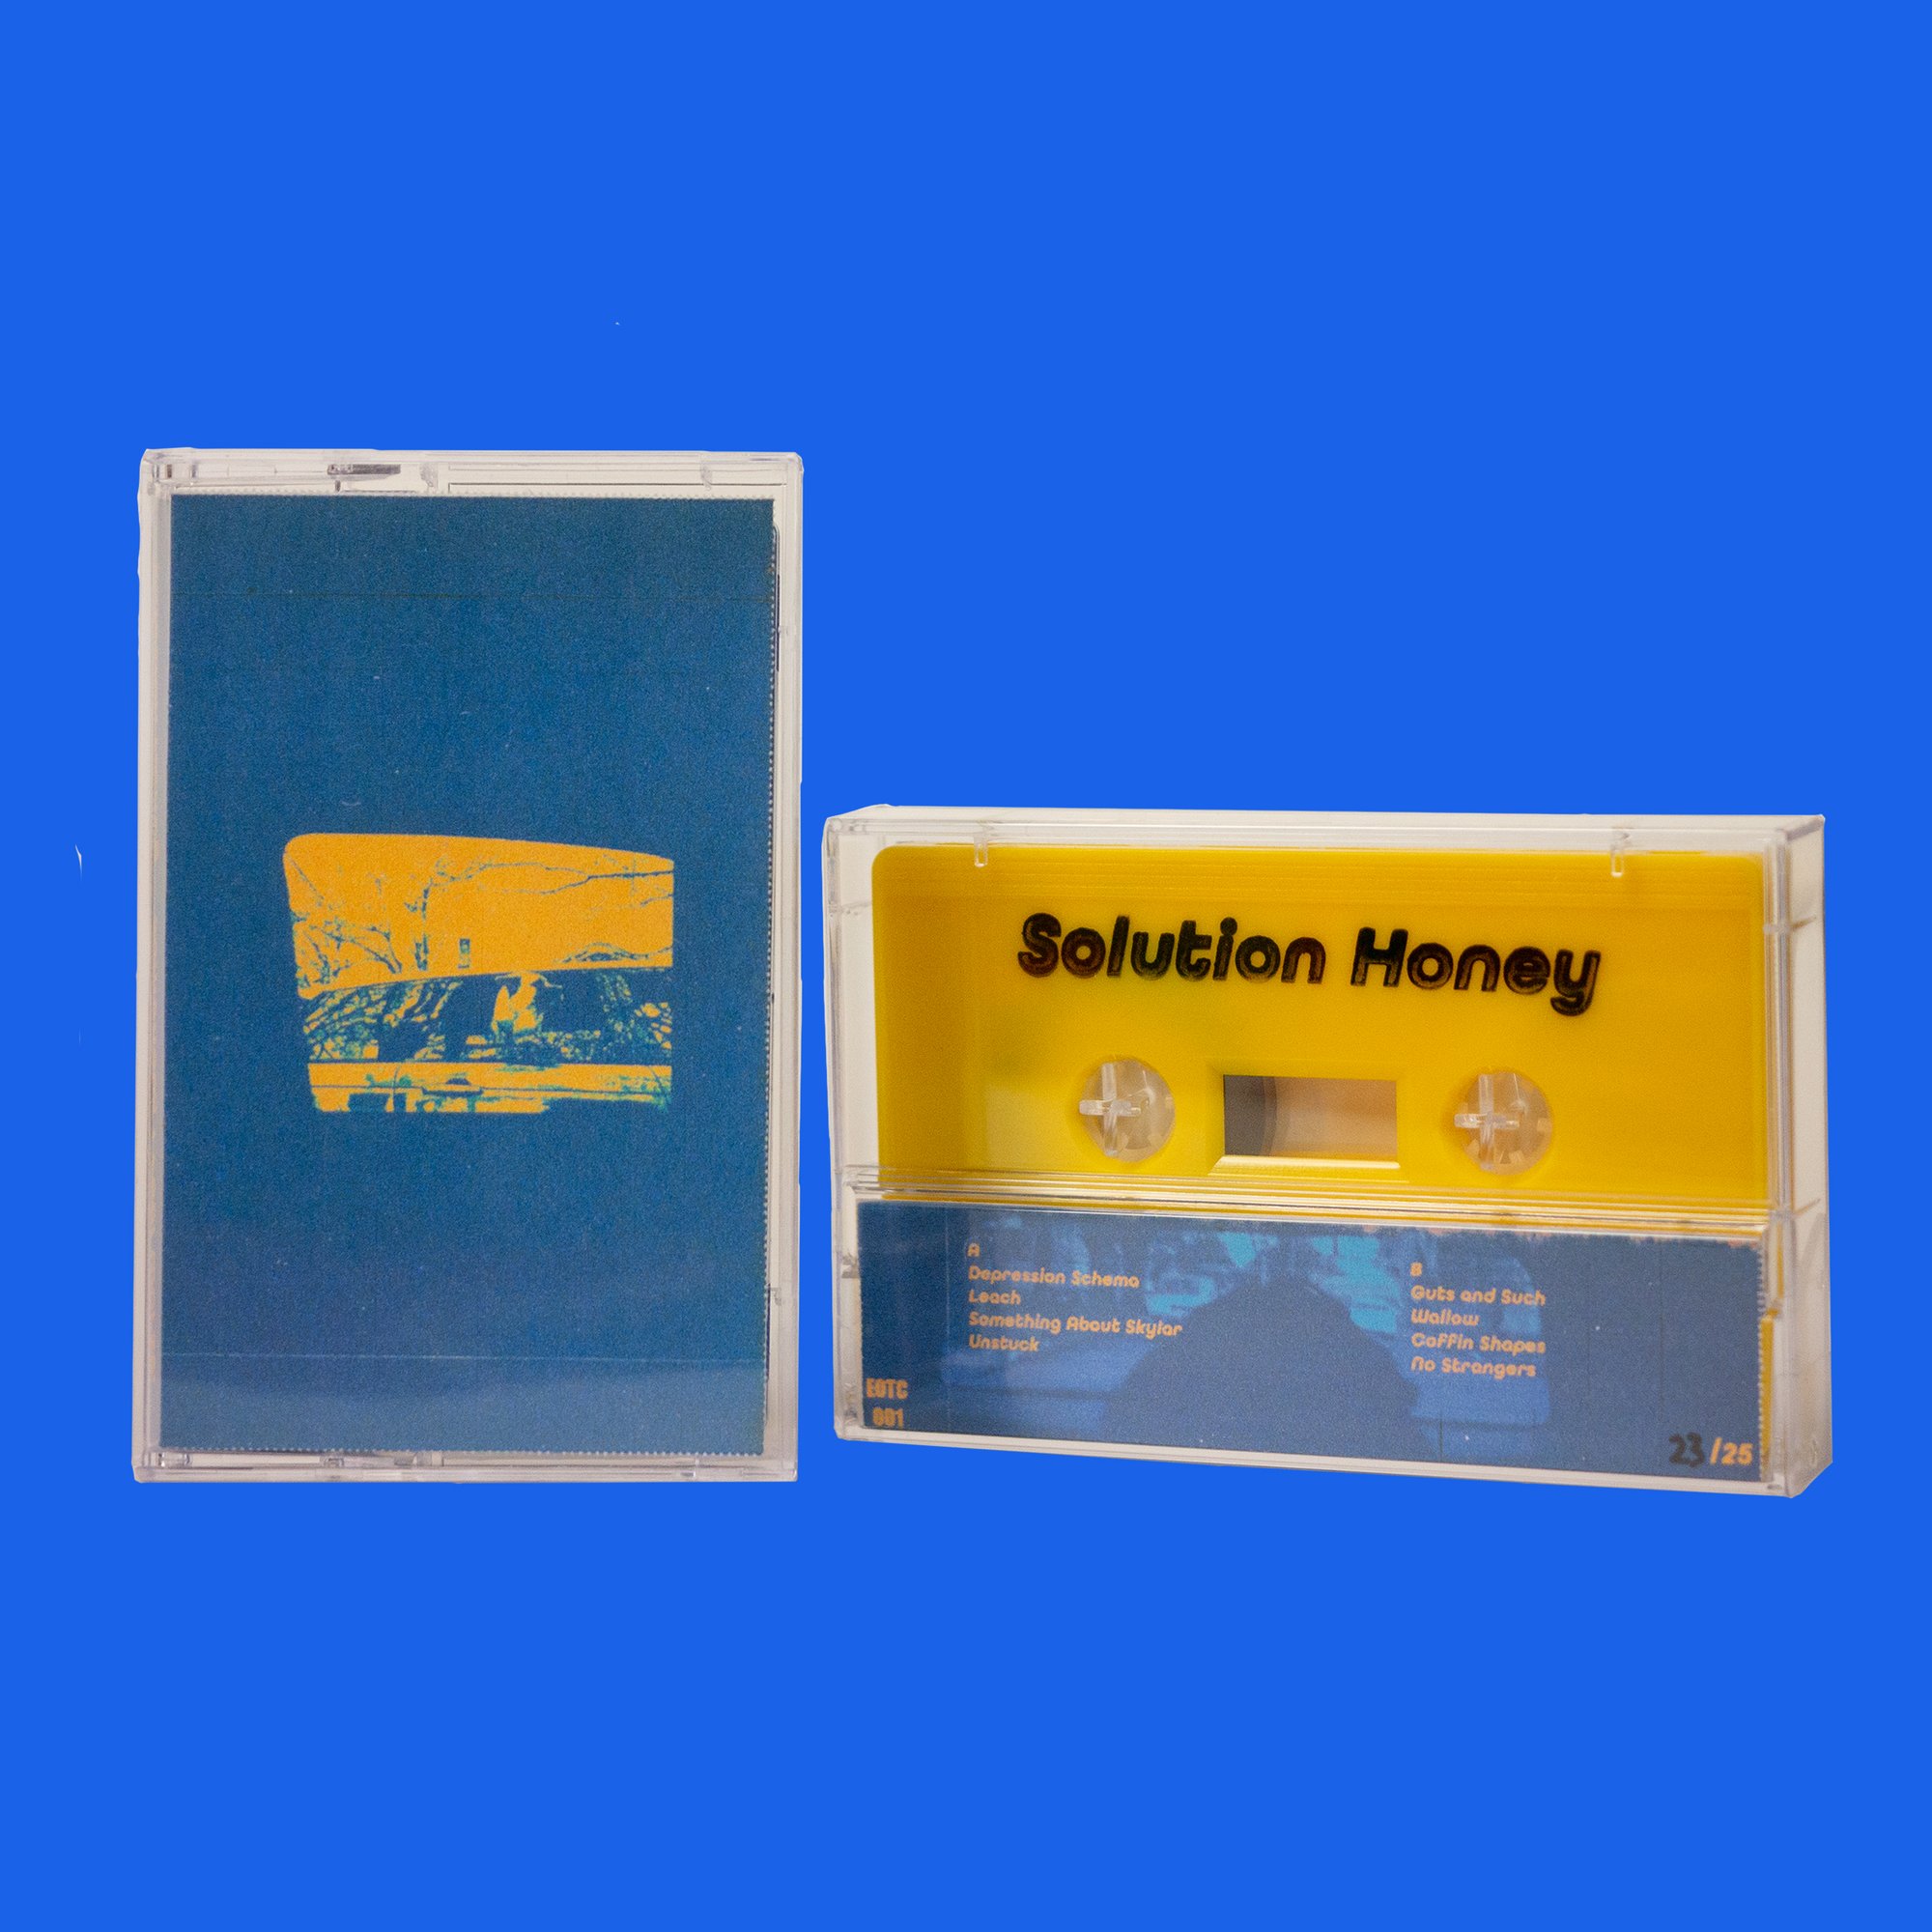 Solution Honey
A
Depression Schema
Leach
Something About Skylar
Unstuck
B
Guts and Such
Wallow
Coffin Shapes
No Strangers
EOTC
001
23/25